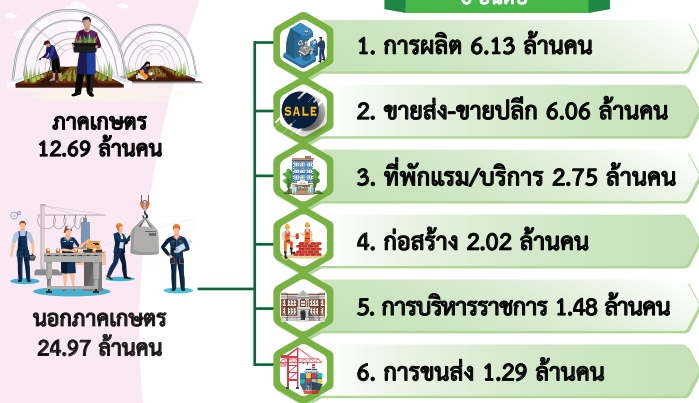 ภาคเกษตร
12.69 ล้านคน
นอกภาคเกษตร
24.97 ล้านคน
1. การผลิต 6.13 ล้านคน
SALE
2. ขายส่ง-ขายปลีก 6.06 ล้านคน
3. ที่พักแรม/บริการ 2.75 ล้านคน
4. ก่อสร้าง 2.02 ล้านคน
5. การบริหารราชการ 1.48 ล้านคน
6. การขนส่ง 1.29 ล้านคน